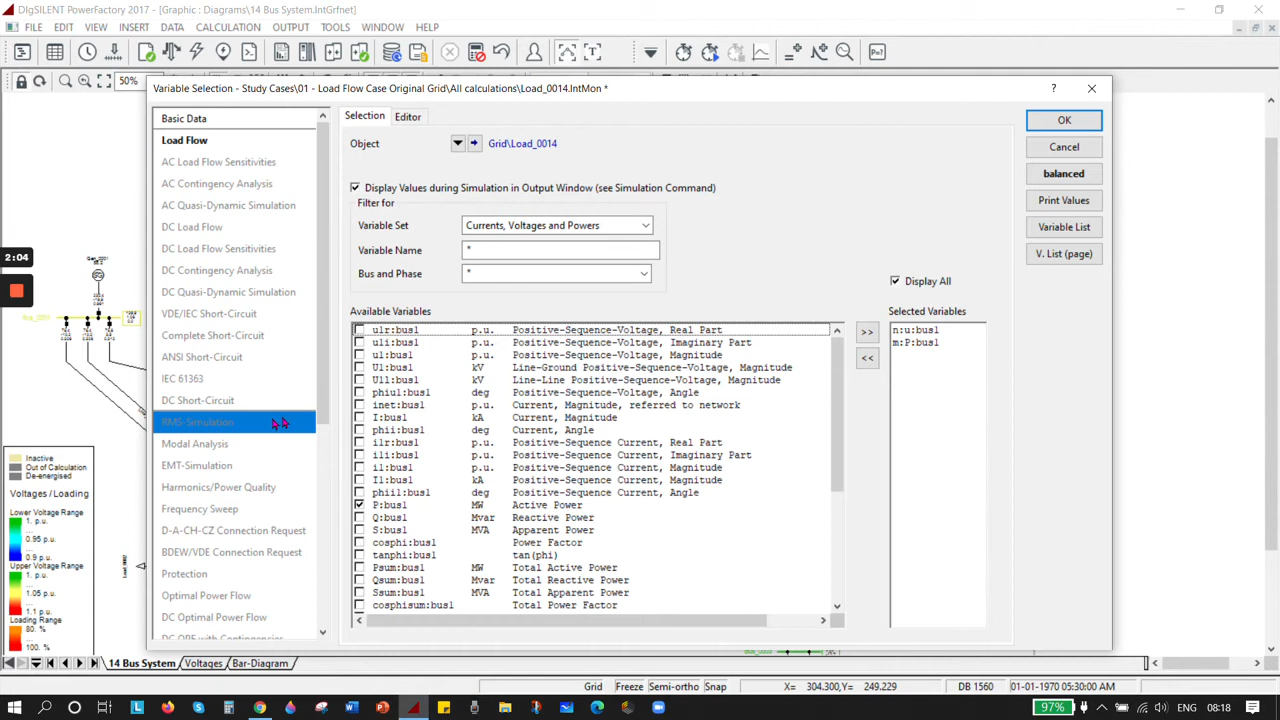 DIgSILENT PowerFactory 2017 - [Graphic : Diagrams\14 Bus System.IntGrfnet]
FILE EDIT VIEW INSERT DATA CALCULATION OUTPUT TOOLS WINDOW HELP
50%
Variable Selection - Study Cases\01 - Load Flow Case Original Grid\All calculations\Load_0014.IntMon *
Basic Data
Load Flow
AC Load Flow Sensitivities
AC Contingency Analysis
AC Quasi-Dynamic Simulation
DC Load Flow
DC Load Flow Sensitivities
DC Contingency Analysis
DC Quasi-Dynamic Simulation
VDE/IEC Short-Circuit
Complete Short-Circuit
ANSI Short-Circuit
IEC 61363
DC Short-Circuit
RMS-Simulation
Modal Analysis
EMT-Simulation
Harmonics/Power Quality
Frequency Sweep
D-A-CH-CZ Connection Request
BDEW/VDE Connection Request
Protection
Optimal Power Flow
DC Optimal Power Flow
DC OPF with Contingencies
Selection Editor
Object Grid\Load_0014
Display Values during Simulation in Output Window (see Simulation Command)
Filter for
Variable Set Currents, Voltages and Powers
Variable Name *
Bus and Phase *
Display All
Available Variables
u1r:bus1 p.u. Positive-Sequence-Voltage, Real Part
u1i:bus1 p.u. Positive-Sequence-Voltage, Imaginary Part
u1:bus1 p.u. Positive-Sequence-Voltage, Magnitude
U1:bus1 kV Line-Ground Positive-Sequence-Voltage, Magnitude
U1l:bus1 kV Line-Line Positive-Sequence-Voltage, Magnitude
phiu1:bus1 deg Positive-Sequence-Voltage, Angle
inet:bus1 p.u. Current, Magnitude, referred to network
I:bus1 kA Current, Magnitude
phii:bus1 deg Current, Angle
i1r:bus1 p.u. Positive-Sequence Current, Real Part
i1i:bus1 p.u. Positive-Sequence Current, Imaginary Part
i1:bus1 p.u. Positive-Sequence Current, Magnitude
I1:bus1 kA Positive-Sequence Current, Magnitude
phii1:bus1 deg Positive-Sequence Current, Angle
P:bus1 MW Active Power
Q:bus1 Mvar Reactive Power
S:bus1 MVA Apparent Power
cosphi:bus1 Power Factor
tanphi:bus1 tan(phi)
Psum:bus1 MW Total Active Power
Qsum:bus1 Mvar Total Reactive Power
Ssum:bus1 MVA Total Apparent Power
cosphisum:bus1 Total Power Factor
>>
<<
Selected Variables
n:u:bus1
m:P:bus1
OK
Cancel
balanced
Print Values
Variable List
V. List (page)
2:04
Inactive
Out of Calculation
De-energised
Voltages / Loading
Lower Voltage Range
1. p.u.
...
0.95 p.u.
...
0.9 p.u.
Upper Voltage Range
1. p.u.
...
1.05 p.u.
...
1.1 p.u.
Loading Range
80. %
...
100. %
14 Bus System Voltages Bar-Diagram
Grid Freeze Semi-ortho Snap X= 304.300,Y= 249.229 DB 1560 01-01-1970 05:30:00 AM
97% 08:18